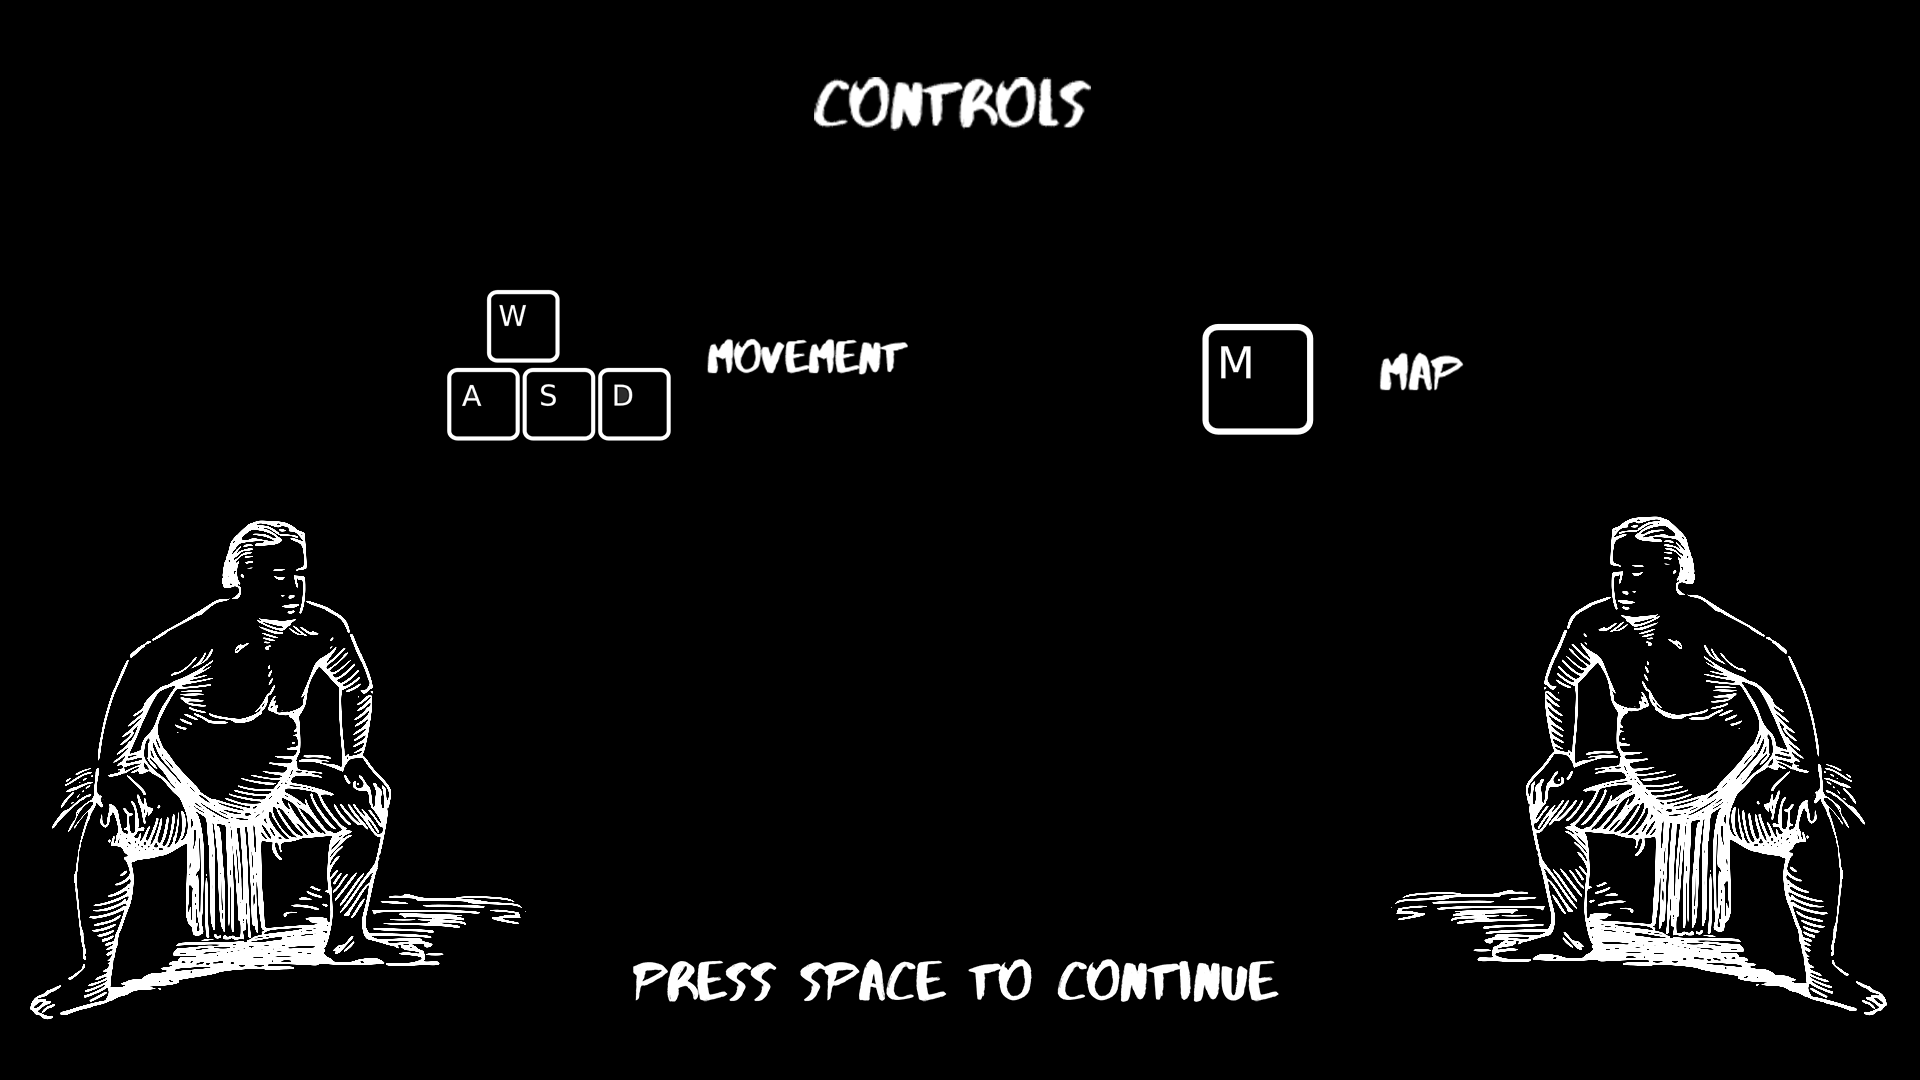 CONTROLS
W
MOVEMENT
A S D
M
MAP
PRESS SPACE TO CONTINUE